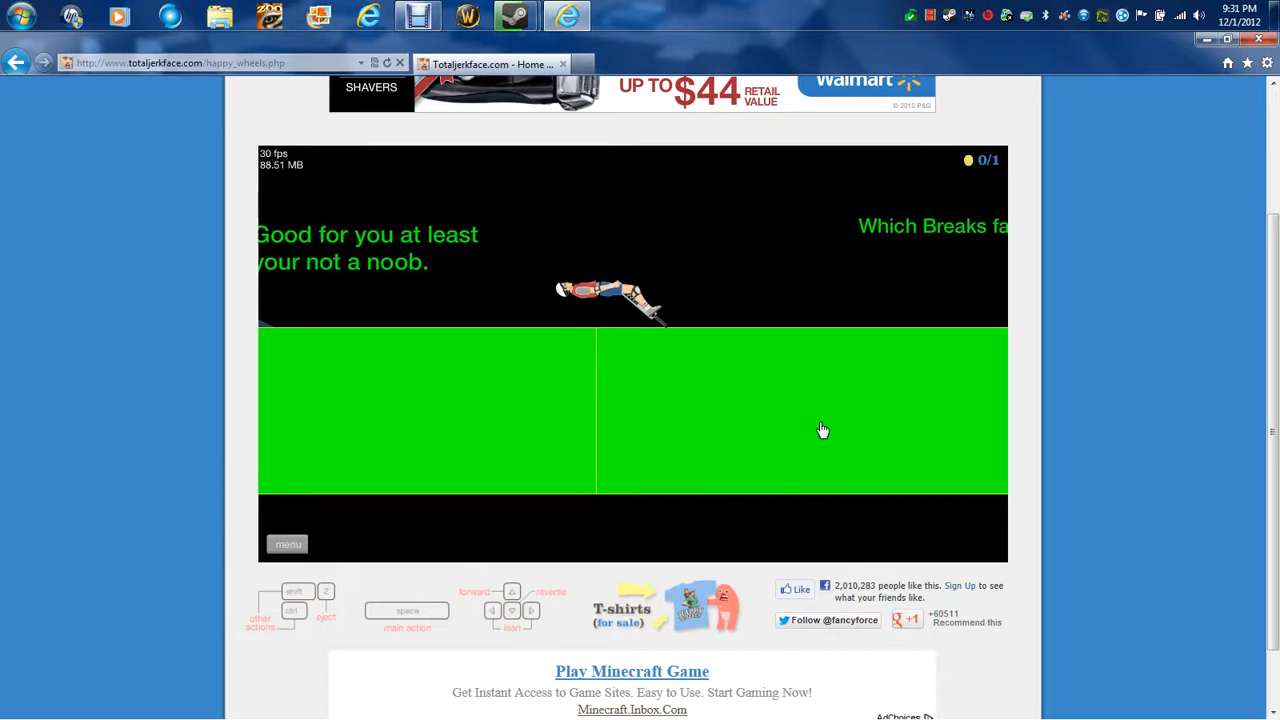 9:31 PM
12/1/2012
http://www.totaljerkface.com/happy_wheels.php
Totaljerkface.com - Home ...
SHAVERS
UP TO $44 RETAIL VALUE
Walmart
© 2012 P&G
30 fps
88.51 MB
0/1
Good for you at least
your not a noob.
Which Breaks fa
menu
shift
Z
ctrl
eject
other
actions
space
main action
forward
reverse
lean
T-shirts
(for sale)
Like
2,010,283 people like this. Sign Up to see
what your friends like.
Follow @fancyforce
+1
+60511
Recommend this
Play Minecraft Game
Get Instant Access to Game Sites. Easy to Use. Start Gaming Now!
Minecraft.Inbox.Com
AdChoices